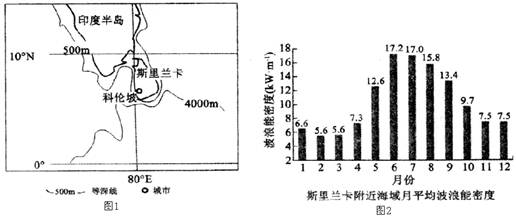 印度半岛
500m
10°N
斯里兰卡
科伦坡
4000m
0°
80°E
500m 等深线 城市
图1
波浪能密度(kW·m⁻¹)
18
16
14
12
10
8
6
4
2
6.6 5.6 5.6 7.3 12.6 17.2 17.0 15.8 13.4 9.7 7.5 7.5
1 2 3 4 5 6 7 8 9 10 11 12
月份
斯里兰卡附近海域月平均波浪能密度
图2